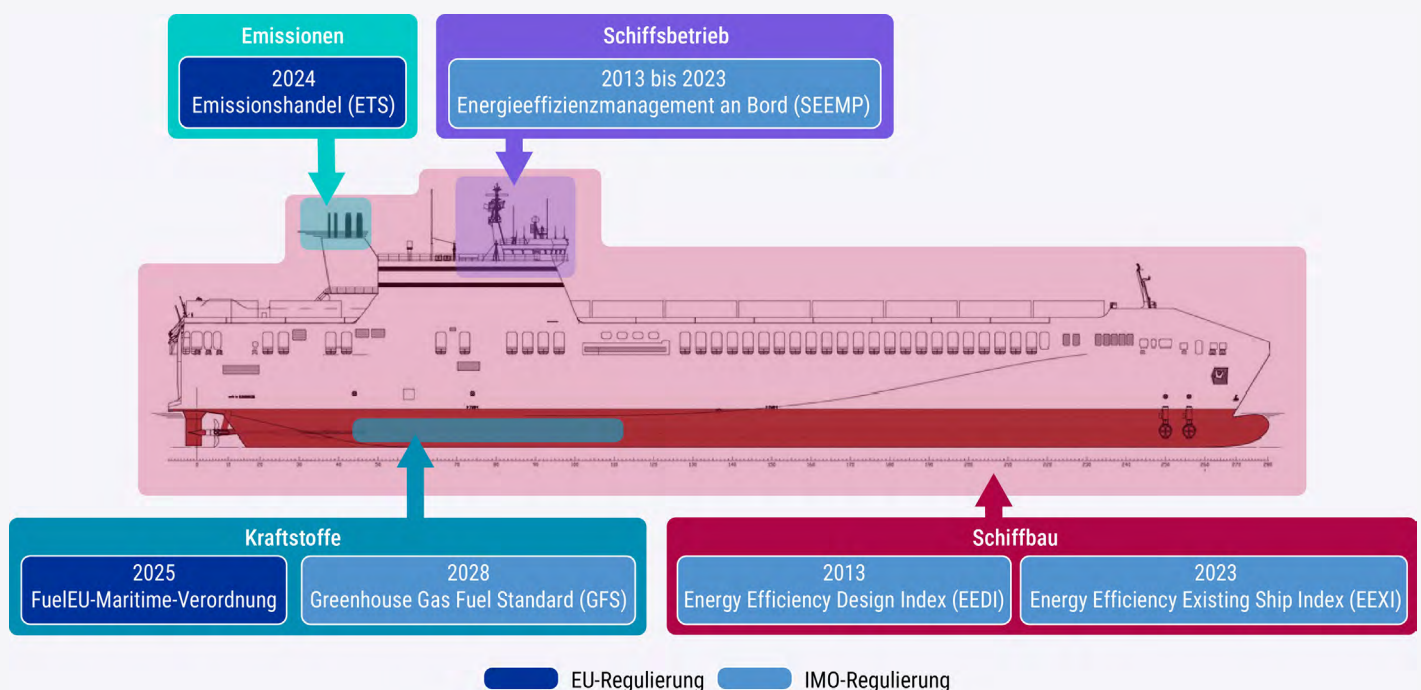 Emissionen
2024
Emissionshandel (ETS)
Schiffsbetrieb
2013 bis 2023
Energieeffizienzmanagement an Bord (SEEMP)
Kraftstoffe
2025
FuelEU-Maritime-Verordnung
2028
Greenhouse Gas Fuel Standard (GFS)
Schiffbau
2013
Energy Efficiency Design Index (EEDI)
2023
Energy Efficiency Existing Ship Index (EEXI)
EU-Regulierung
IMO-Regulierung